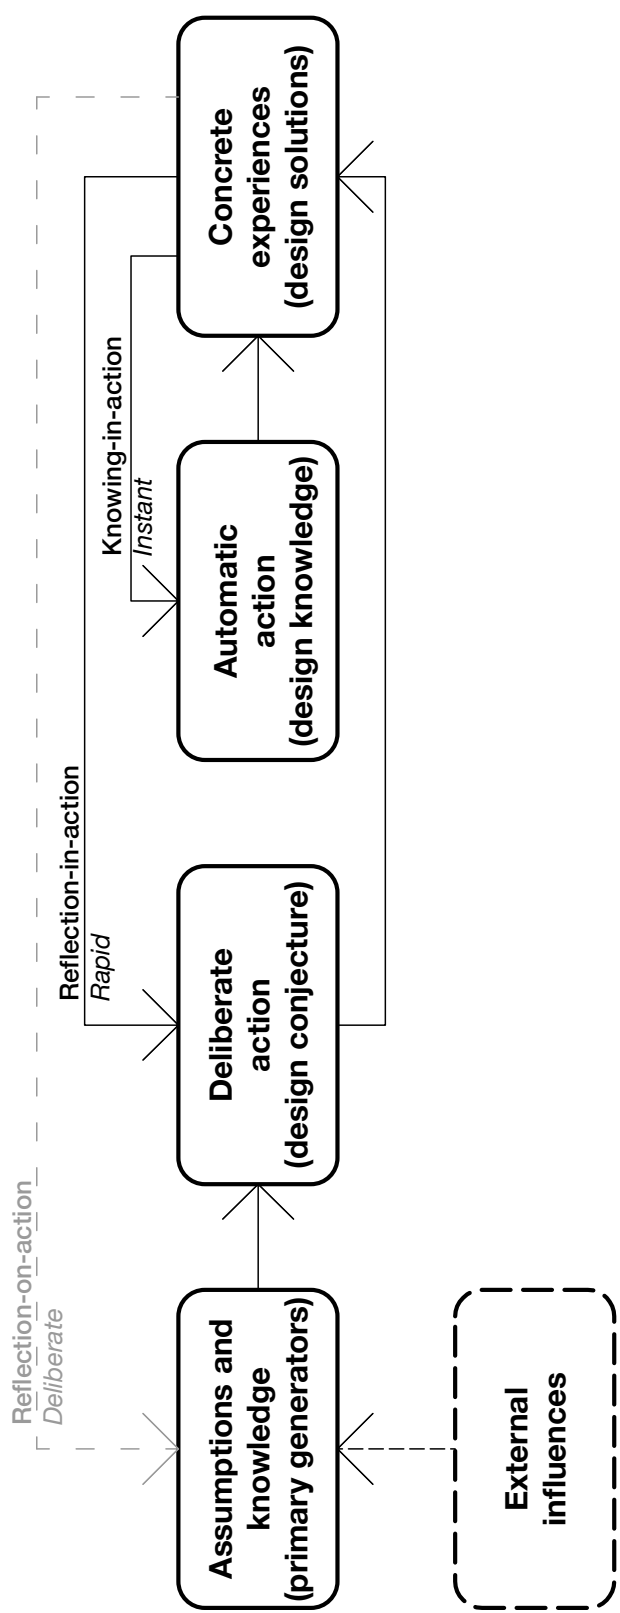 Reflection-on-action
Deliberate
Reflection-in-action
Rapid
Knowing-in-action
Instant
Assumptions and
knowledge
(primary generators)
Deliberate
action
(design conjecture)
Automatic
action
(design knowledge)
Concrete
experiences
(design solutions)
External
influences